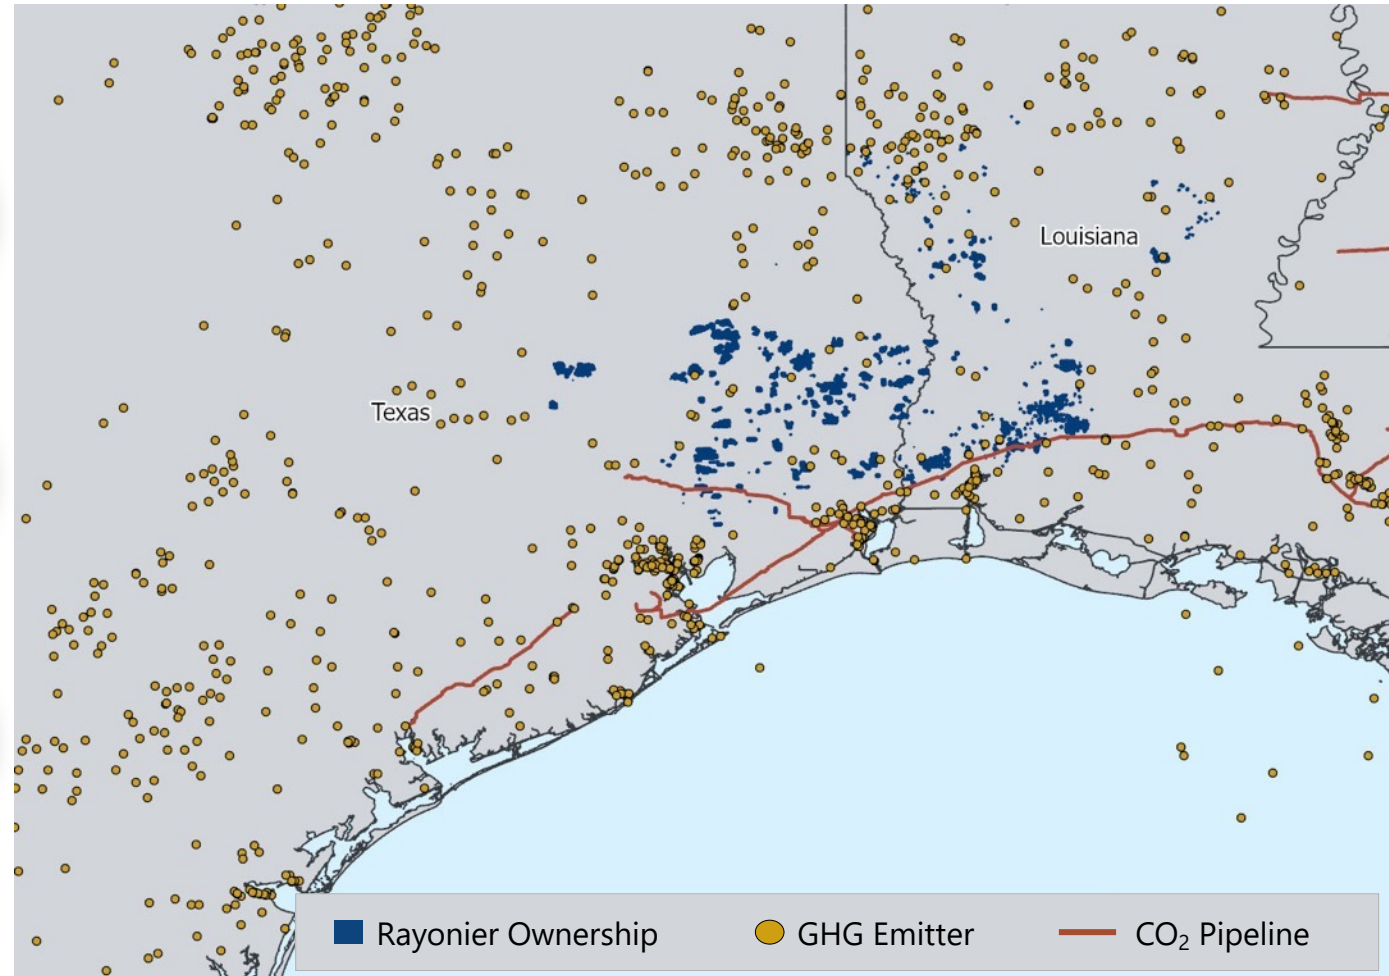 Louisiana
Texas
Rayonier Ownership
GHG Emitter
CO₂ Pipeline